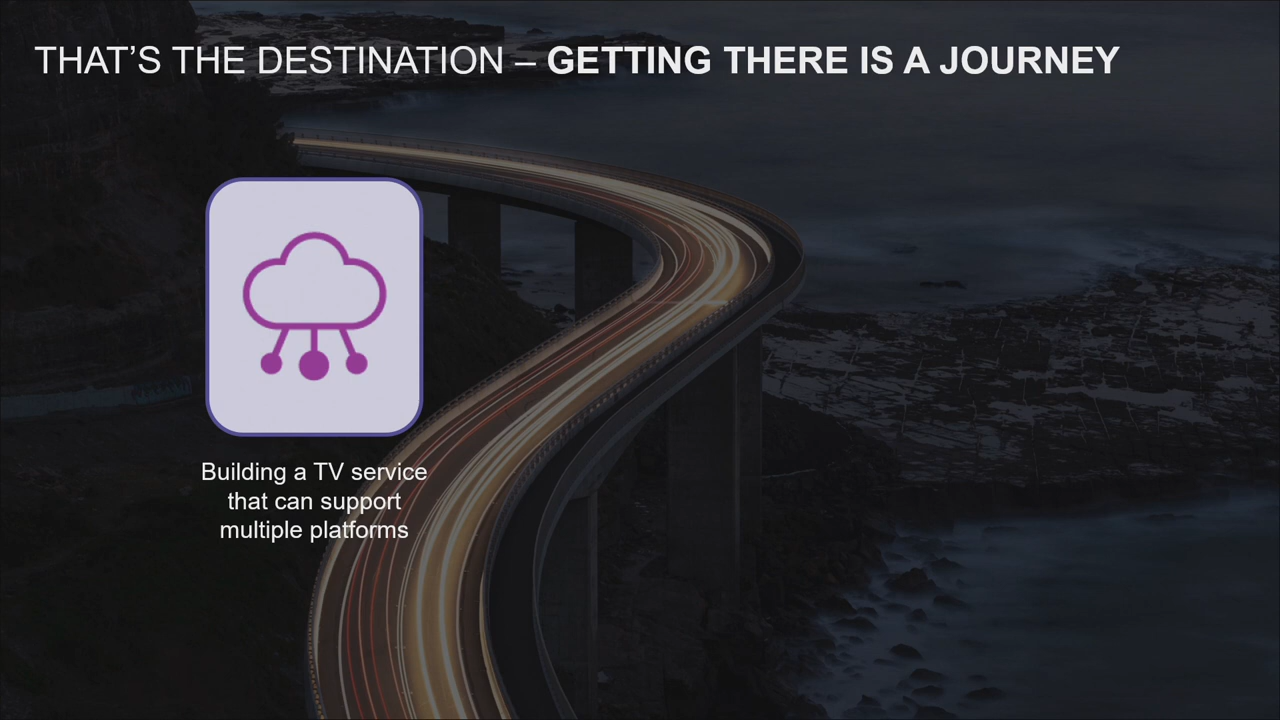 THAT’S THE DESTINATION – GETTING THERE IS A JOURNEY
Building a TV service
that can support
multiple platforms